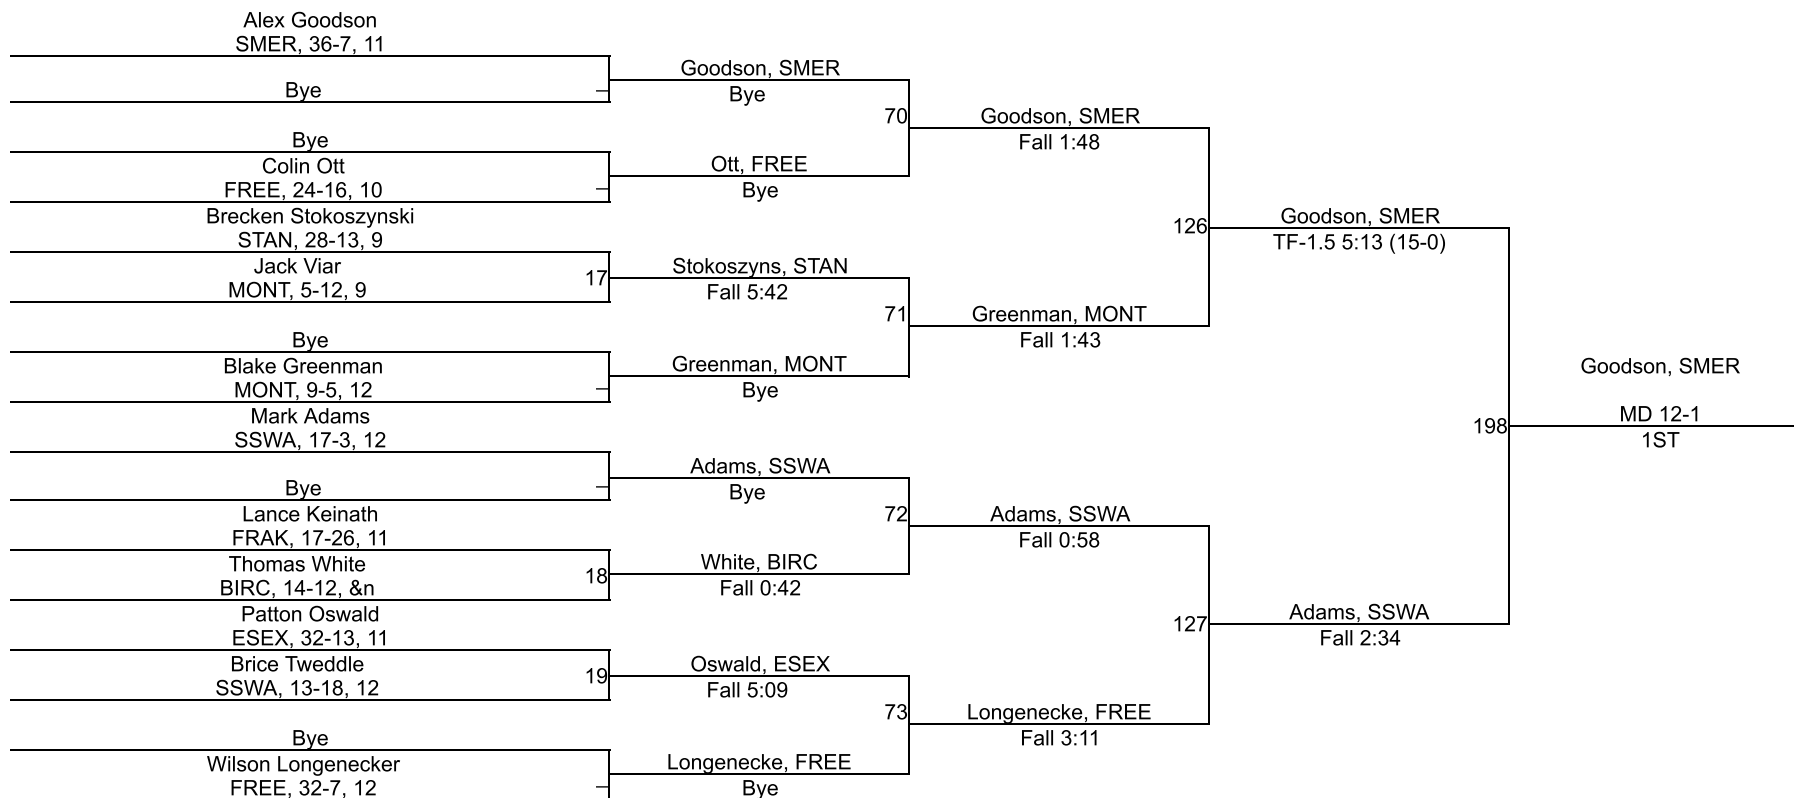 Alex Goodson
SMER, 36-7, 11
Bye
Bye
Colin Ott
FREE, 24-16, 10
Brecken Stokoszynski
STAN, 28-13, 9
Jack Viar
MONT, 5-12, 9
17
Bye
Blake Greenman
MONT, 9-5, 12
Mark Adams
SSWA, 17-3, 12
Bye
Lance Keinath
FRAK, 17-26, 11
Thomas White
BIRC, 14-12, &n
18
Patton Oswald
ESEX, 32-13, 11
Brice Tweddle
SSWA, 13-18, 12
19
Bye
Wilson Longenecker
FREE, 32-7, 12
Goodson, SMER
Bye
70
Ott, FREE
Bye
Stokoszyns, STAN
Fall 5:42
71
Greenman, MONT
Bye
Adams, SSWA
Bye
72
White, BIRC
Fall 0:42
Oswald, ESEX
Fall 5:09
73
Longenecke, FREE
Bye
Goodson, SMER
Fall 1:48
126
Greenman, MONT
Fall 1:43
Adams, SSWA
Fall 0:58
127
Longenecke, FREE
Fall 3:11
Goodson, SMER
TF-1.5 5:13 (15-0)
198
Adams, SSWA
Fall 2:34
Goodson, SMER
MD 12-1
1ST